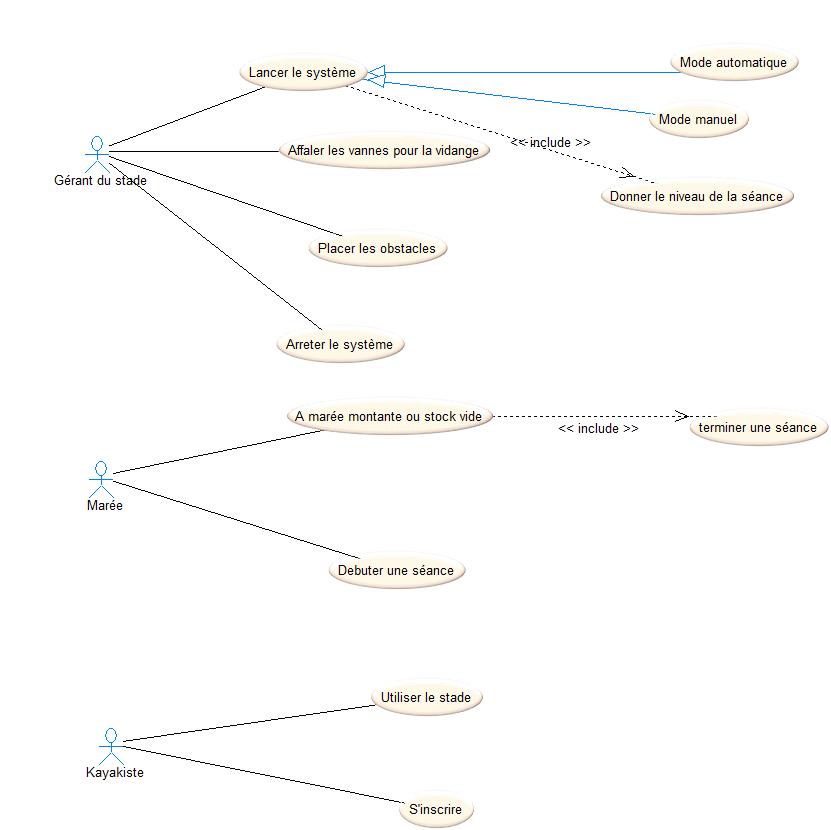 Lancer le système
Mode automatique
Mode manuel
<< include >>
Affaler les vannes pour la vidange
Gérant du stade
Donner le niveau de la séance
Placer les obstacles
Arreter le système
A marée montante ou stock vide
<< include >>
terminer une séance
Marée
Debuter une séance
Utiliser le stade
Kayakiste
S'inscrire